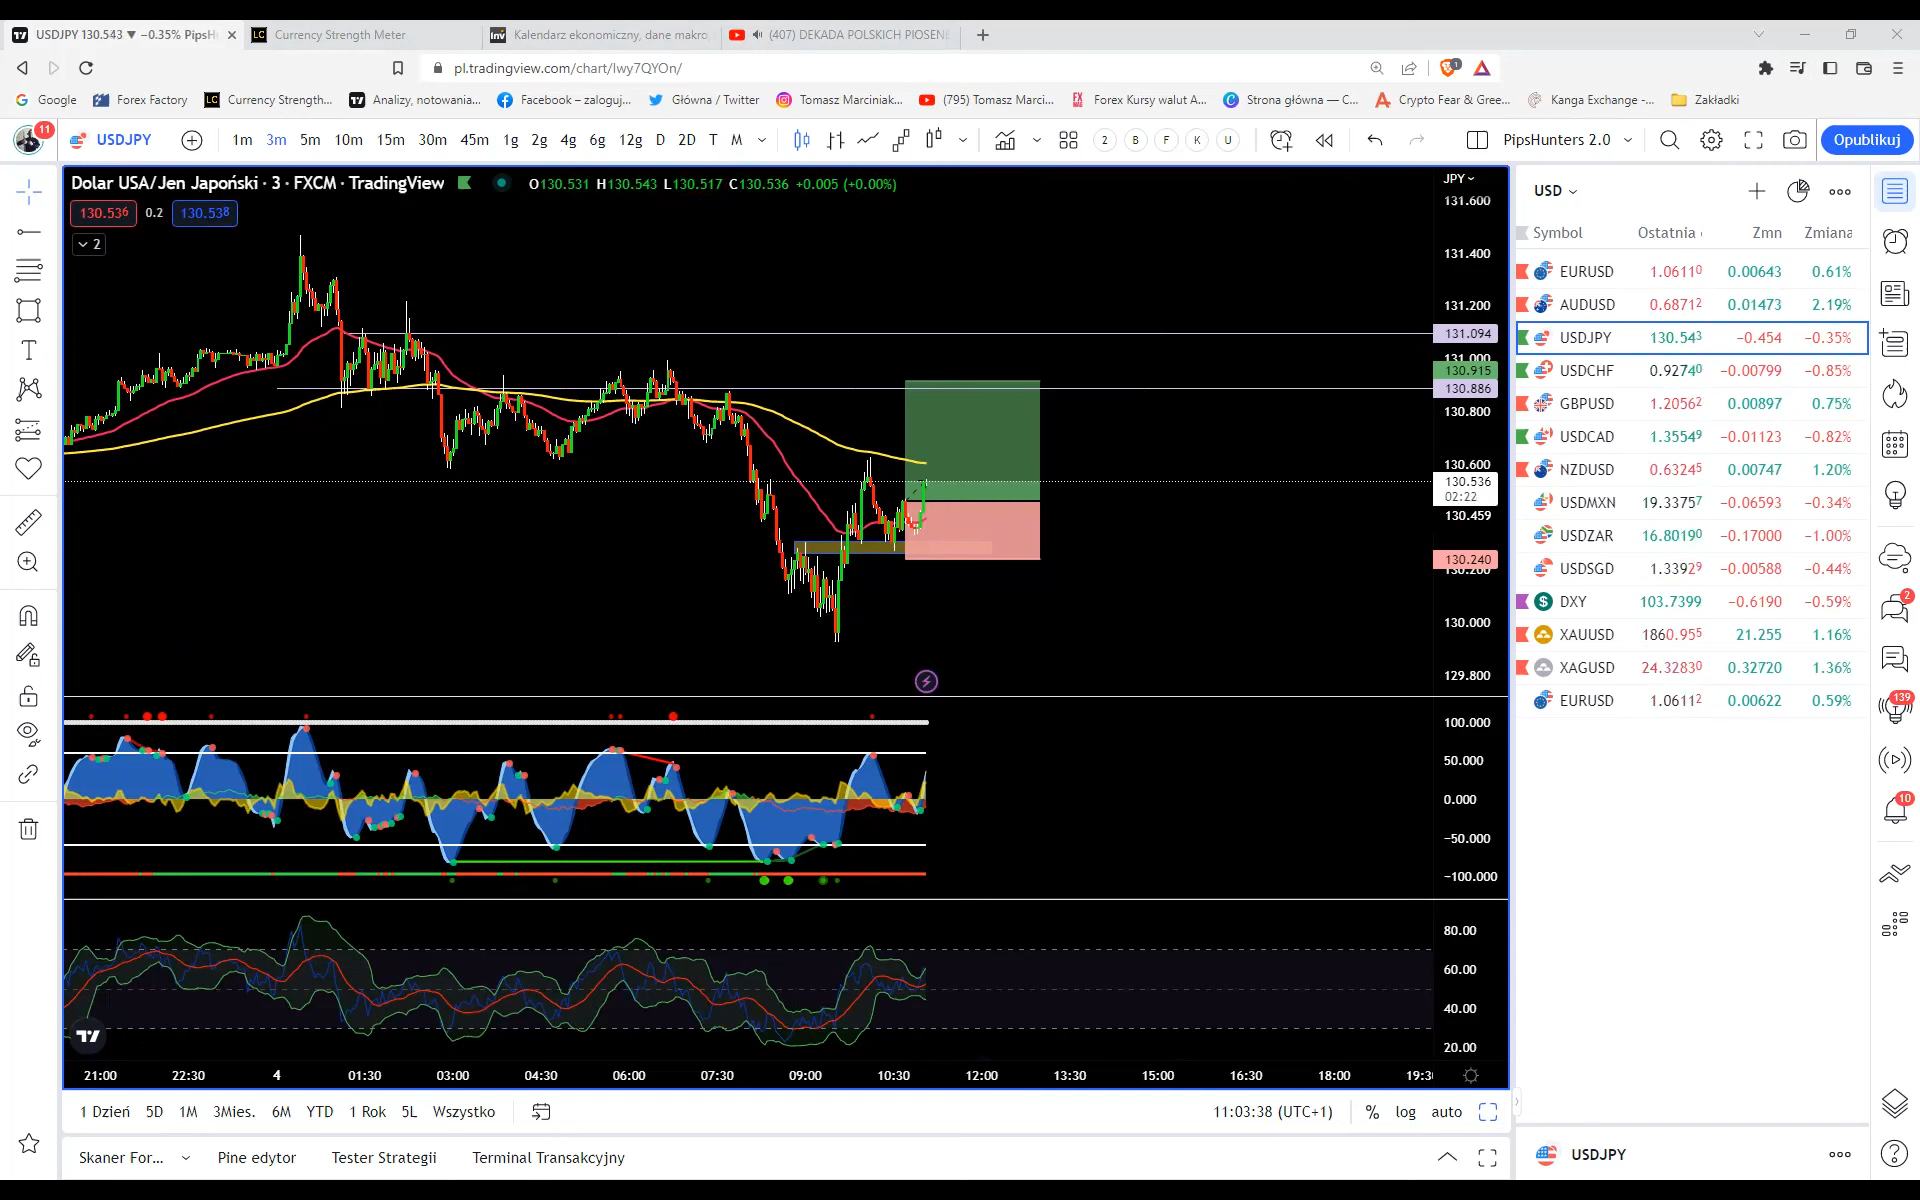 USDJPY 130.543 ▼ −0.35% PipsH
LC Currency Strength Meter
Inv Kalendarz ekonomiczny, dane makro,
(407) DEKADA POLSKICH PIOSEN
pl.tradingview.com/chart/lwy7QYOn/
1
Google
Forex Factory
LC Currency Strength...
Analizy, notowania...
Facebook – zaloguj...
Główna / Twitter
Tomasz Marciniak...
(795) Tomasz Marci...
FX Forex Kursy walut A...
Strona główna — C...
Crypto Fear & Gree...
Kanga Exchange -...
Zakładki
11
USDJPY
1m 3m 5m 10m 15m 30m 45m 1g 2g 4g 6g 12g D 2D T M
2 B F K U
PipsHunters 2.0
Opublikuj
Dolar USA/Jen Japoński · 3 · FXCM · TradingView
O130.531 H130.543 L130.517 C130.536 +0.005 (+0.00%)
130.536 0.2 130.538
2
JPY
131.600
131.400
131.200
131.094
131.000
130.915
130.886
130.800
130.600
130.536
02:22
130.459
130.240
130.200
130.000
129.800
100.000
50.000
0.000
−50.000
−100.000
80.00
60.00
40.00
20.00
21:00 22:30 4 01:30 03:00 04:30 06:00 07:30 09:00 10:30 12:00 13:30 15:00 16:30 18:00 19:3
1 Dzień 5D 1M 3Mies. 6M YTD 1 Rok 5L Wszystko
11:03:38 (UTC+1) % log auto
Skaner For... Pine edytor Tester Strategii Terminal Transakcyjny
USD
Symbol Ostatnia Zmn Zmiana
EURUSD 1.06110 0.00643 0.61%
AUDUSD 0.68712 0.01473 2.19%
USDJPY 130.543 −0.454 −0.35%
USDCHF 0.92740 −0.00799 −0.85%
GBPUSD 1.20562 0.00897 0.75%
USDCAD 1.35549 −0.01123 −0.82%
NZDUSD 0.63245 0.00747 1.20%
USDMXN 19.33757 −0.06593 −0.34%
USDZAR 16.80190 −0.17000 −1.00%
USDSGD 1.33929 −0.00588 −0.44%
DXY 103.7399 −0.6190 −0.59%
XAUUSD 1860.955 21.255 1.16%
XAGUSD 24.32830 0.32720 1.36%
EURUSD 1.06112 0.00622 0.59%
USDJPY
2
139
10